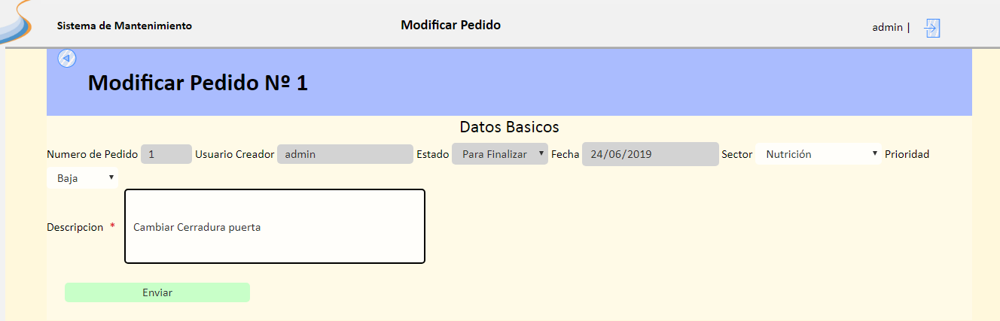 Sistema de Mantenimiento Modificar Pedido admin |
Modificar Pedido Nº 1
Datos Basicos
Numero de Pedido 1 Usuario Creador admin Estado Para Finalizar Fecha 24/06/2019 Sector Nutrición Prioridad
Baja
Descripcion * Cambiar Cerradura puerta
Enviar